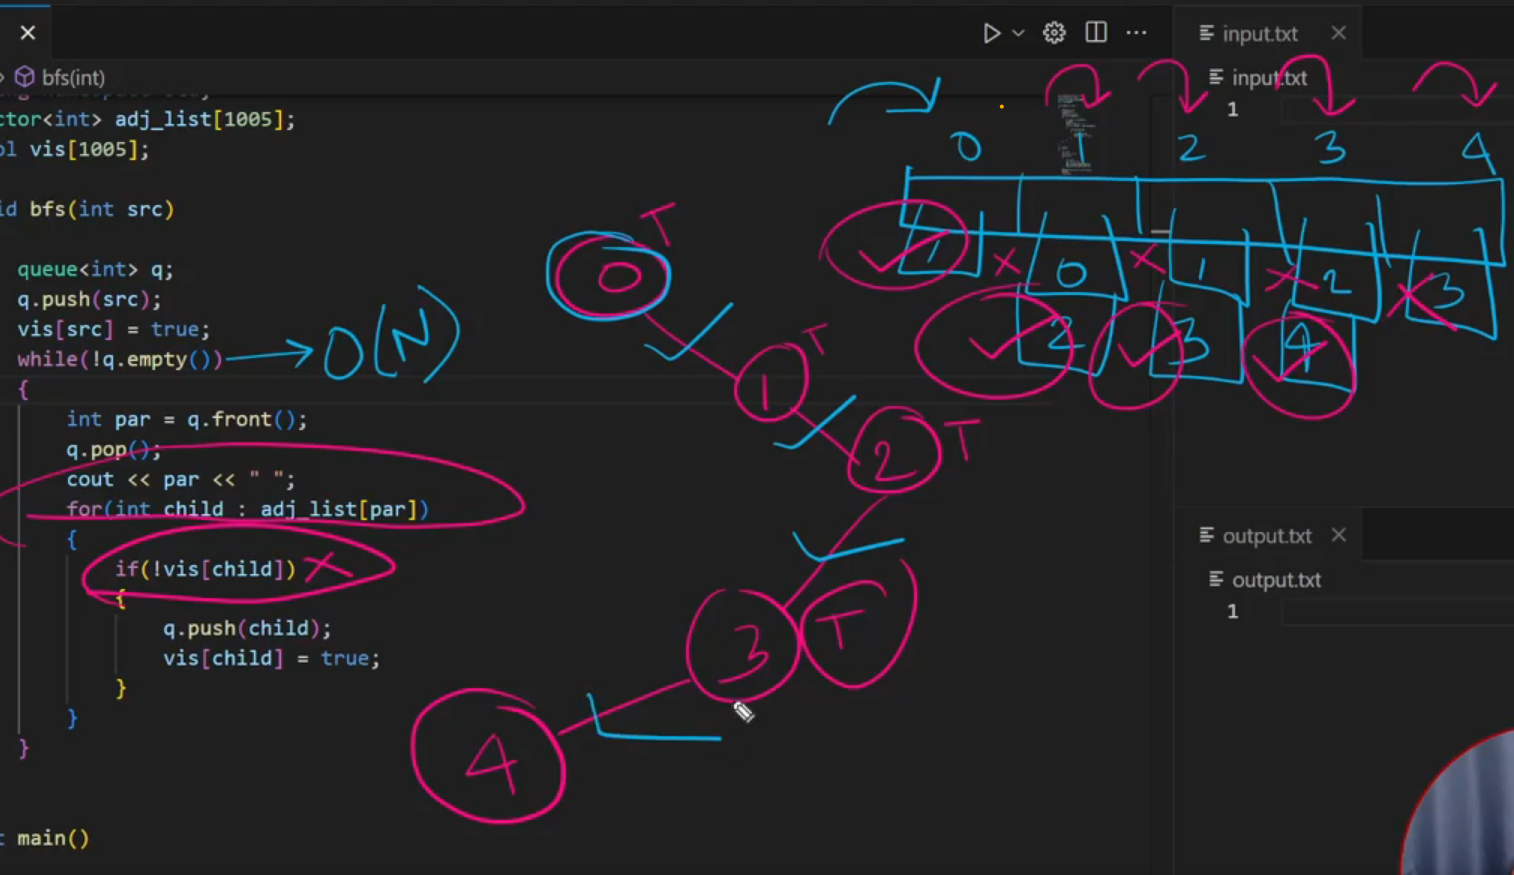 bfs(int)
ctor<int> adj_list[1005];
ol vis[1005];
id bfs(int src)
queue<int> q;
q.push(src);
vis[src] = true;
while(!q.empty())
O(N)
{
int par = q.front();
q.pop();
cout << par << " ";
for(int child : adj_list[par])
{
if(!vis[child])
{
q.push(child);
vis[child] = true;
}
}
}
t main()
0 T
1 T
2 T
3 T
4
0 1 2 3 4
1 0 1 2 3
2 3 4
input.txt
input.txt
1
output.txt
output.txt
1